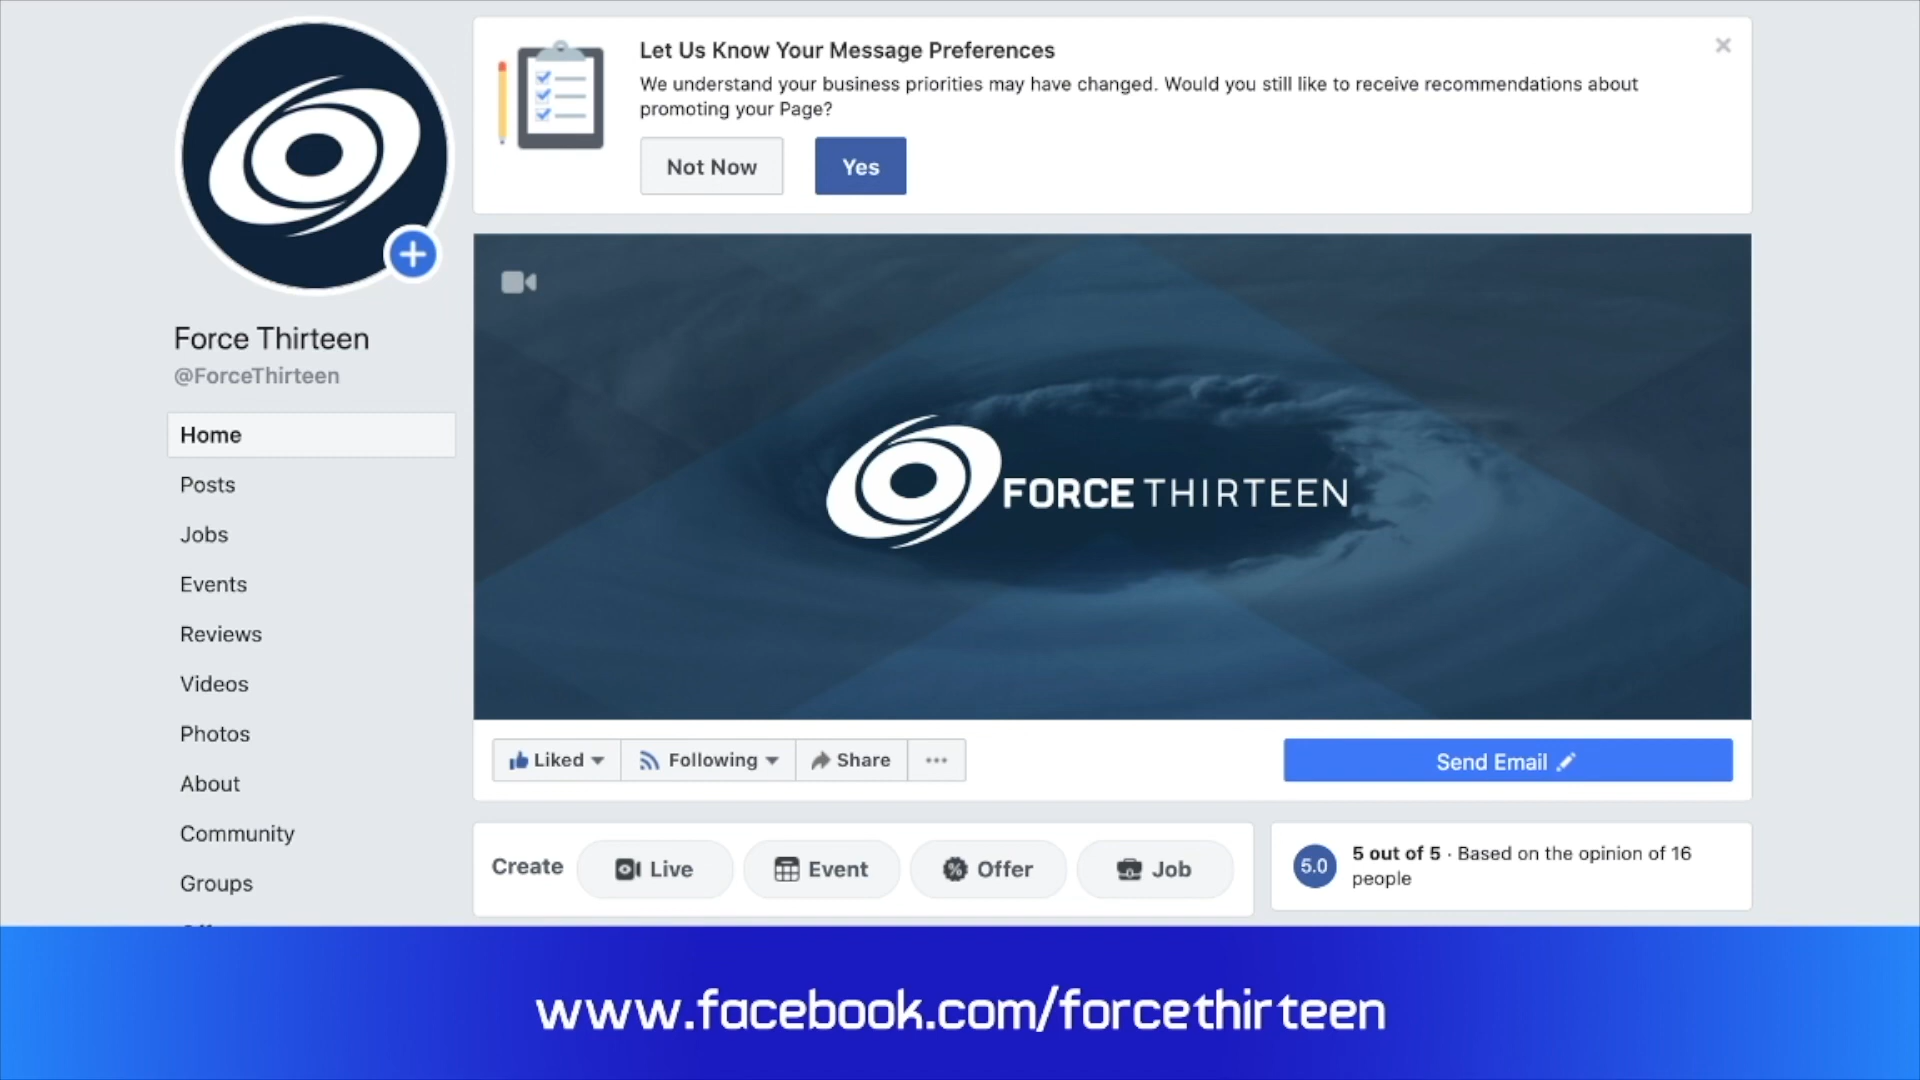 Let Us Know Your Message Preferences
We understand your business priorities may have changed. Would you still like to receive recommendations about
promoting your Page?
Not Now
Yes
Force Thirteen
@ForceThirteen
Home
Posts
Jobs
Events
Reviews
Videos
Photos
About
Community
Groups
FORCE THIRTEEN
Liked
Following
Share
Send Email
Create
Live
Event
Offer
Job
5.0
5 out of 5 · Based on the opinion of 16
people
www.facebook.com/forcethirteen